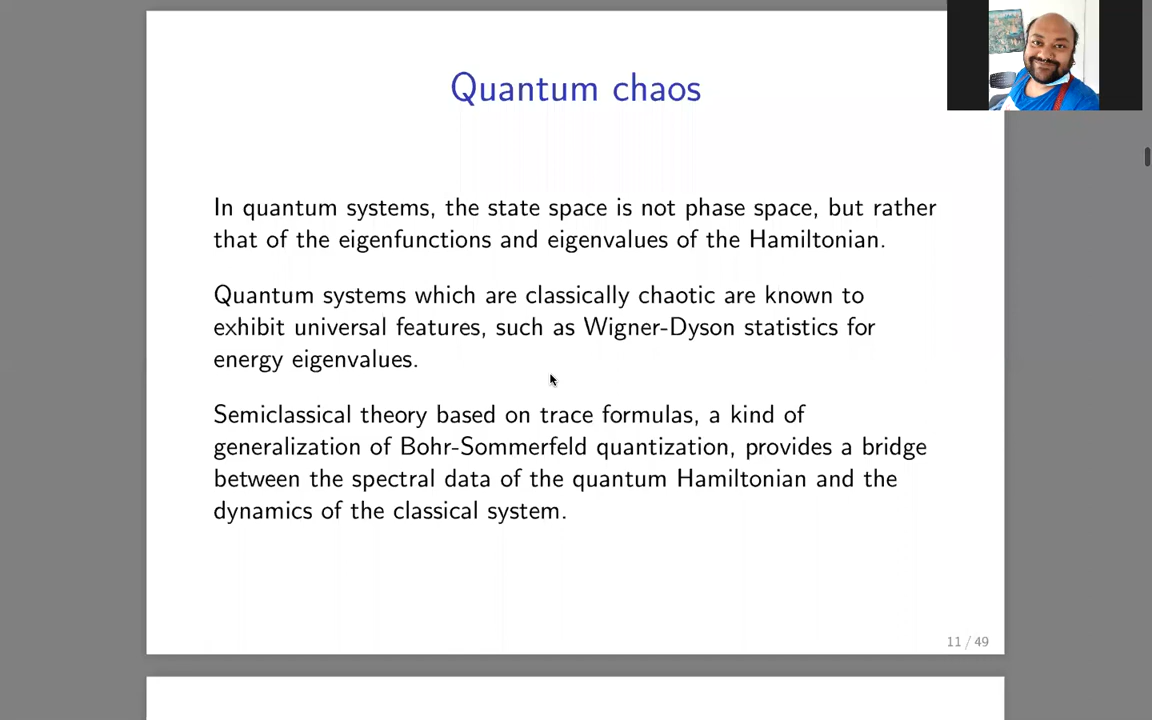 Quantum chaos
In quantum systems, the state space is not phase space, but rather
that of the eigenfunctions and eigenvalues of the Hamiltonian.
Quantum systems which are classically chaotic are known to
exhibit universal features, such as Wigner-Dyson statistics for
energy eigenvalues.
Semiclassical theory based on trace formulas, a kind of
generalization of Bohr-Sommerfeld quantization, provides a bridge
between the spectral data of the quantum Hamiltonian and the
dynamics of the classical system.
11 / 49